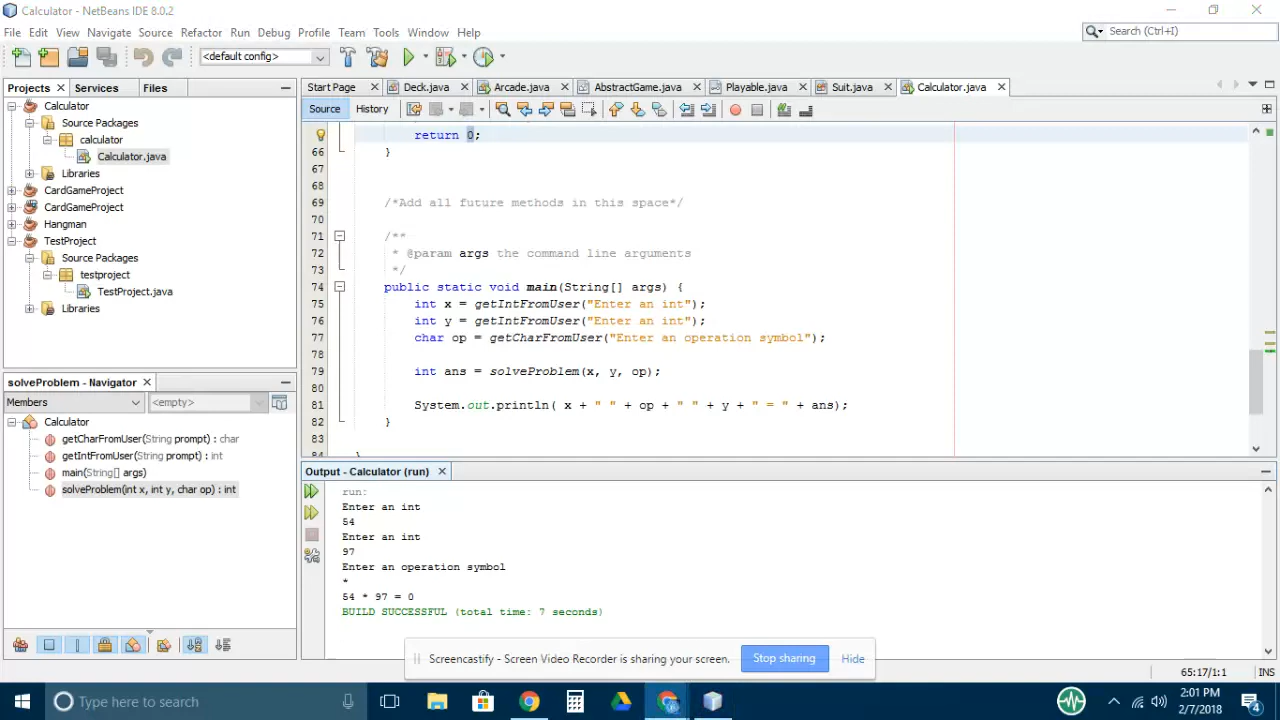 Calculator - NetBeans IDE 8.0.2
File Edit View Navigate Source Refactor Run Debug Profile Team Tools Window Help
Search (Ctrl+I)
<default config>
Projects Services Files
Start Page Deck.java Arcade.java AbstractGame.java Playable.java Suit.java Calculator.java
Source History
Calculator
Source Packages
calculator
Calculator.java
Libraries
CardGameProject
CardGameProject
Hangman
TestProject
Source Packages
testproject
TestProject.java
Libraries
return 0;
66 }
67
68
69 /*Add all future methods in this space*/
70
71 /**
72 * @param args the command line arguments
73 */
74 public static void main(String[] args) {
75 int x = getIntFromUser("Enter an int");
76 int y = getIntFromUser("Enter an int");
77 char op = getCharFromUser("Enter an operation symbol");
78
79 int ans = solveProblem(x, y, op);
80
81 System.out.println( x + " " + op + " " + y + " = " + ans);
82 }
83
84 }
solveProblem - Navigator
Members <empty>
Calculator
getCharFromUser(String prompt) : char
getIntFromUser(String prompt) : int
main(String[] args)
solveProblem(int x, int y, char op) : int
Output - Calculator (run)
run:
Enter an int
54
Enter an int
97
Enter an operation symbol
*
54 * 97 = 0
BUILD SUCCESSFUL (total time: 7 seconds)
Screencastify - Screen Video Recorder is sharing your screen. Stop sharing Hide
65:17/1:1 INS
Type here to search
2:01 PM
2/7/2018
4